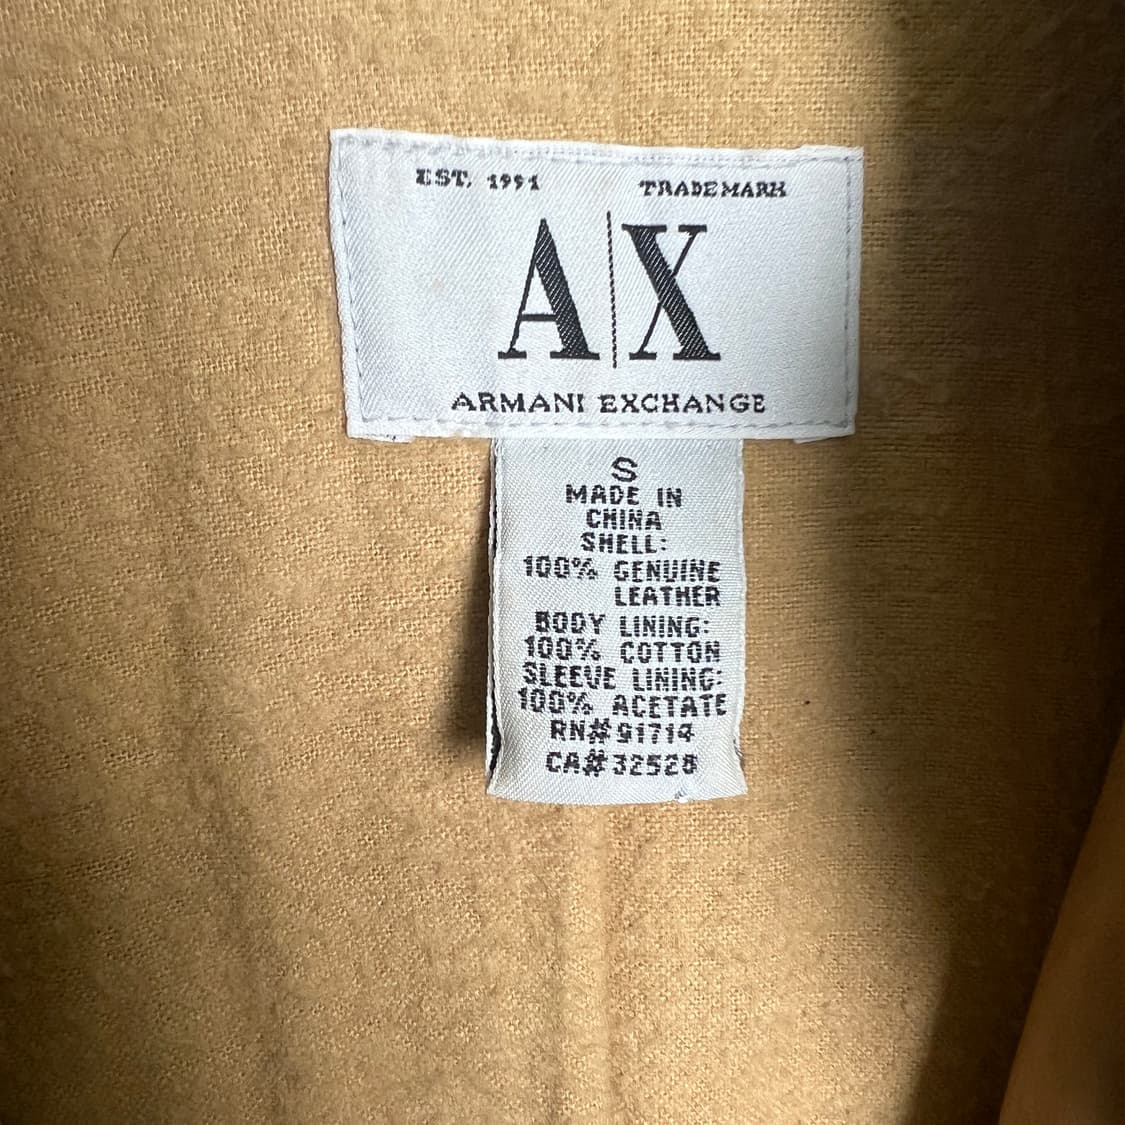 EST. 1991 TRADEMARK
A|X
ARMANI EXCHANGE
S
MADE IN
CHINA
SHELL:
100% GENUINE
LEATHER
BODY LINING:
100% COTTON
SLEEVE LINING:
100% ACETATE
RN# 91714
CA# 32528